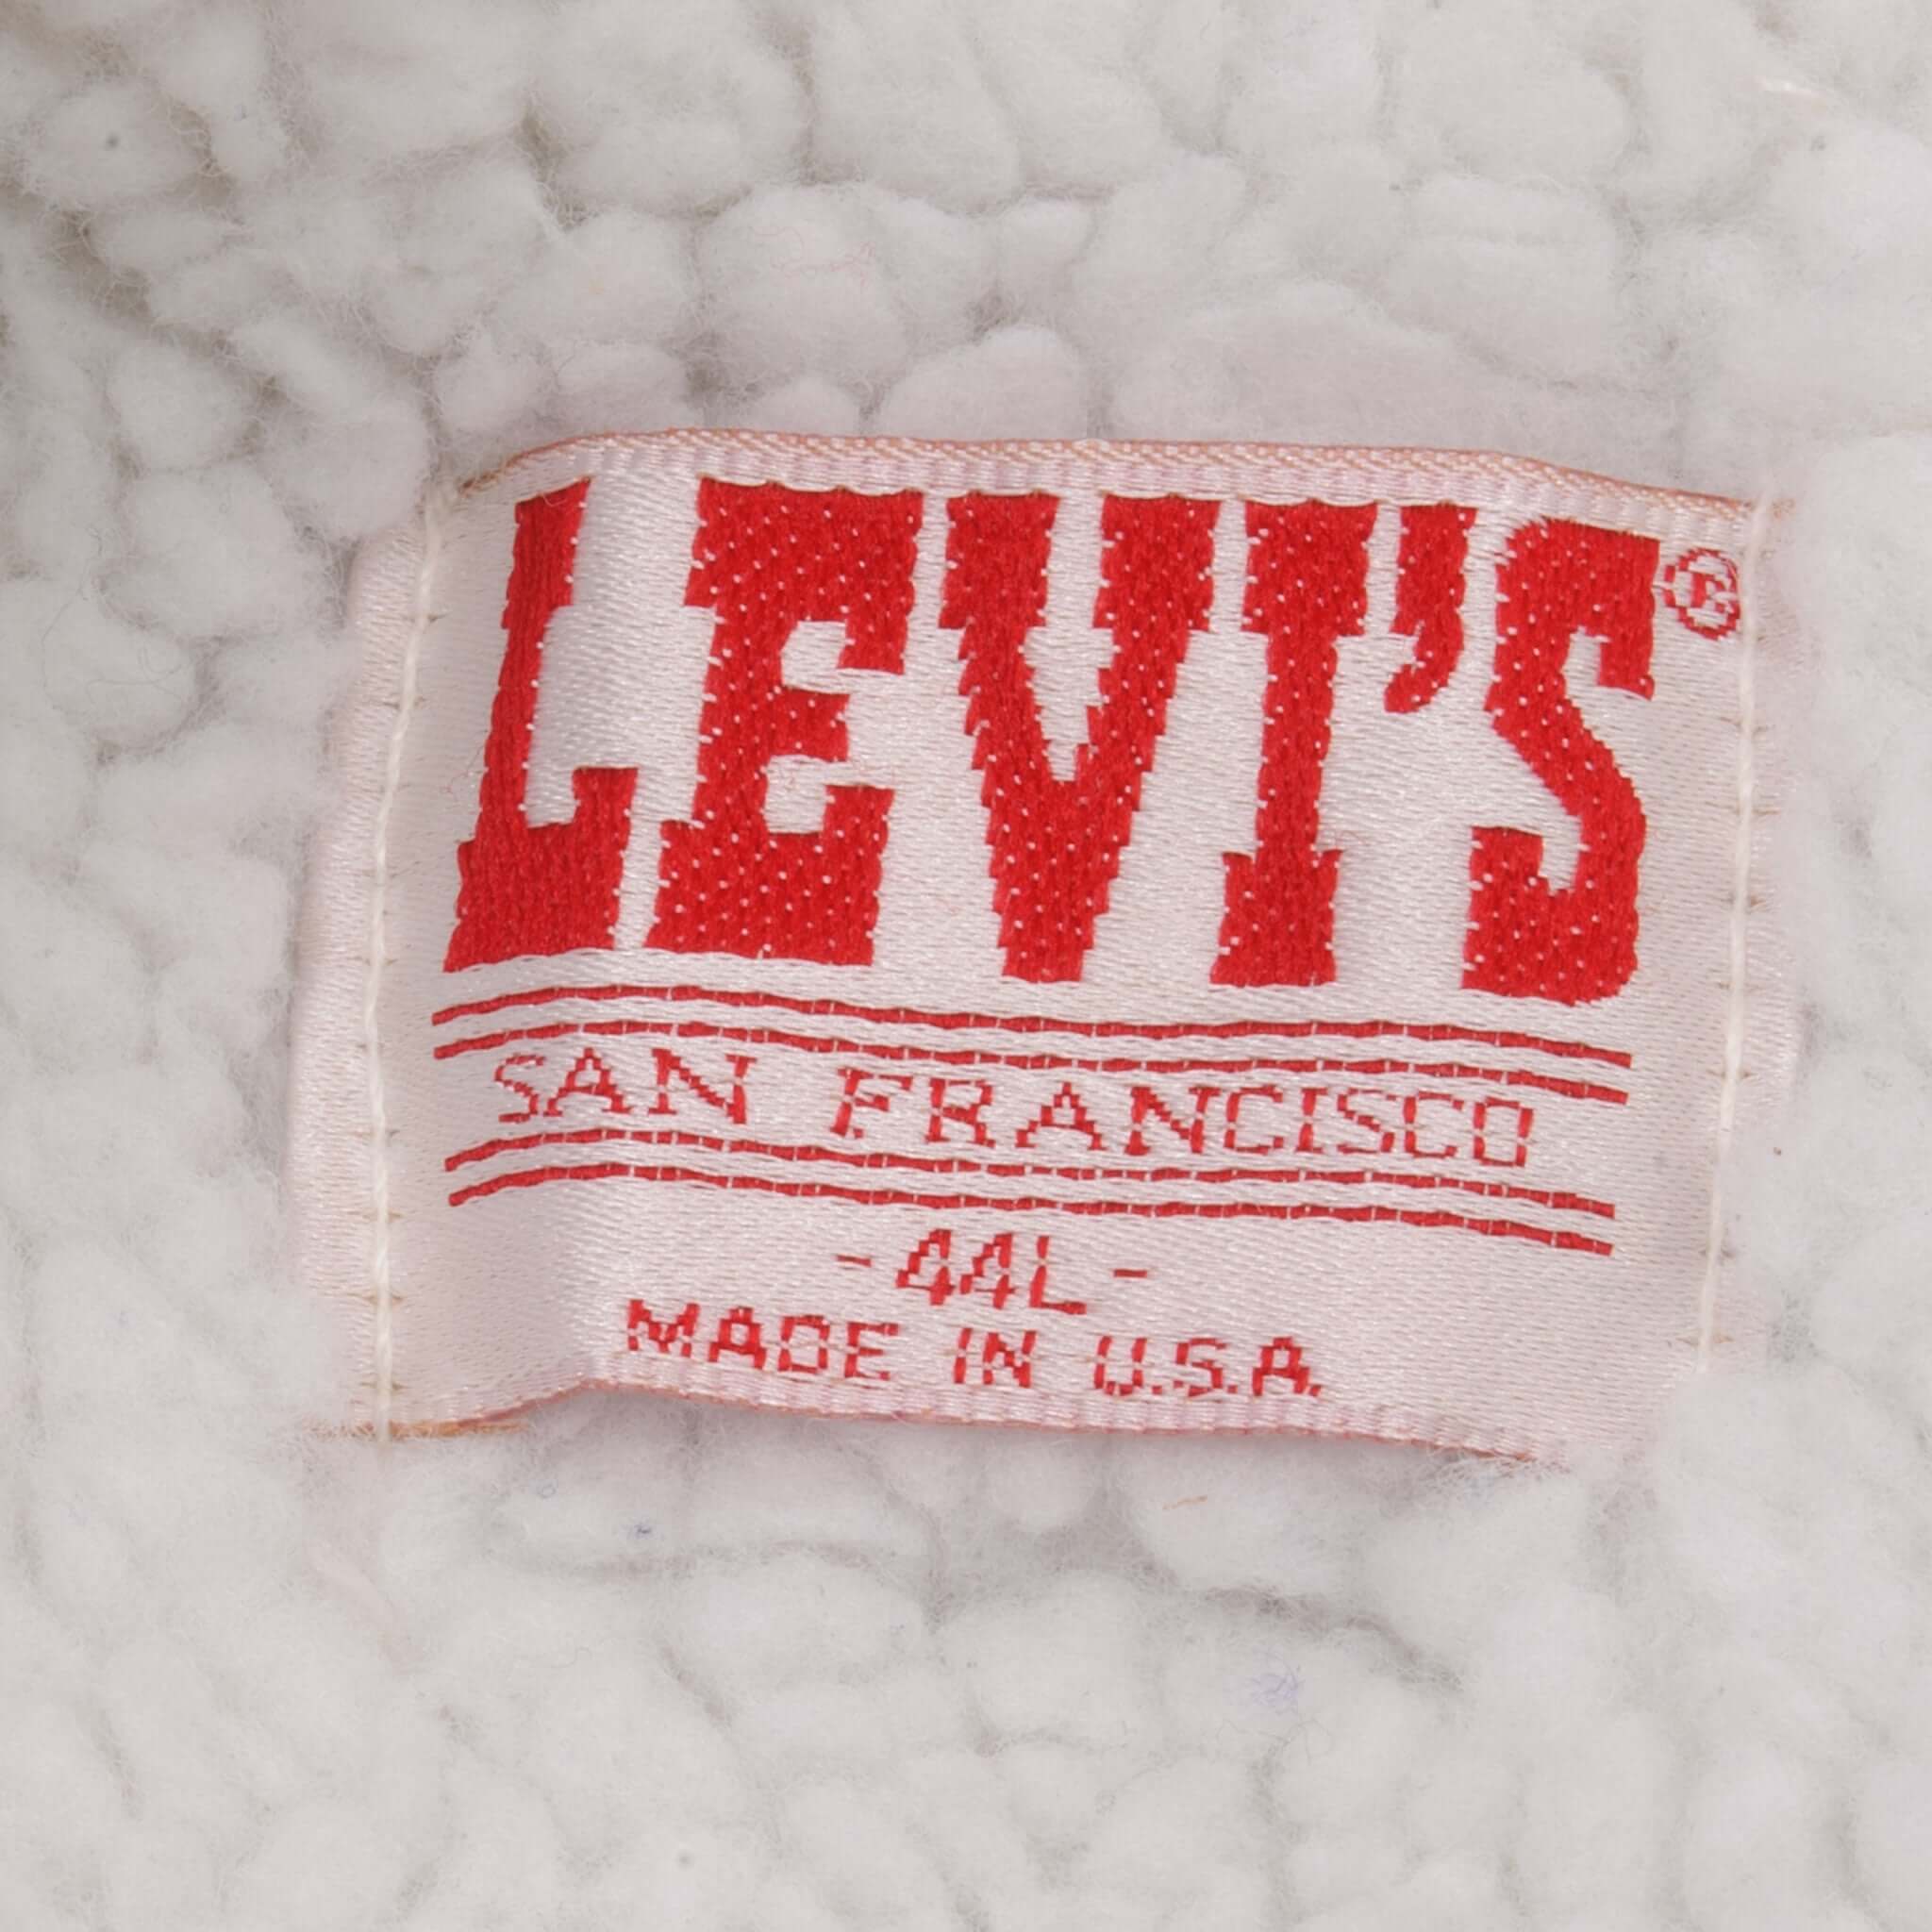 LEVI'S®
SAN FRANCISCO
-44L-
MADE IN U.S.A.